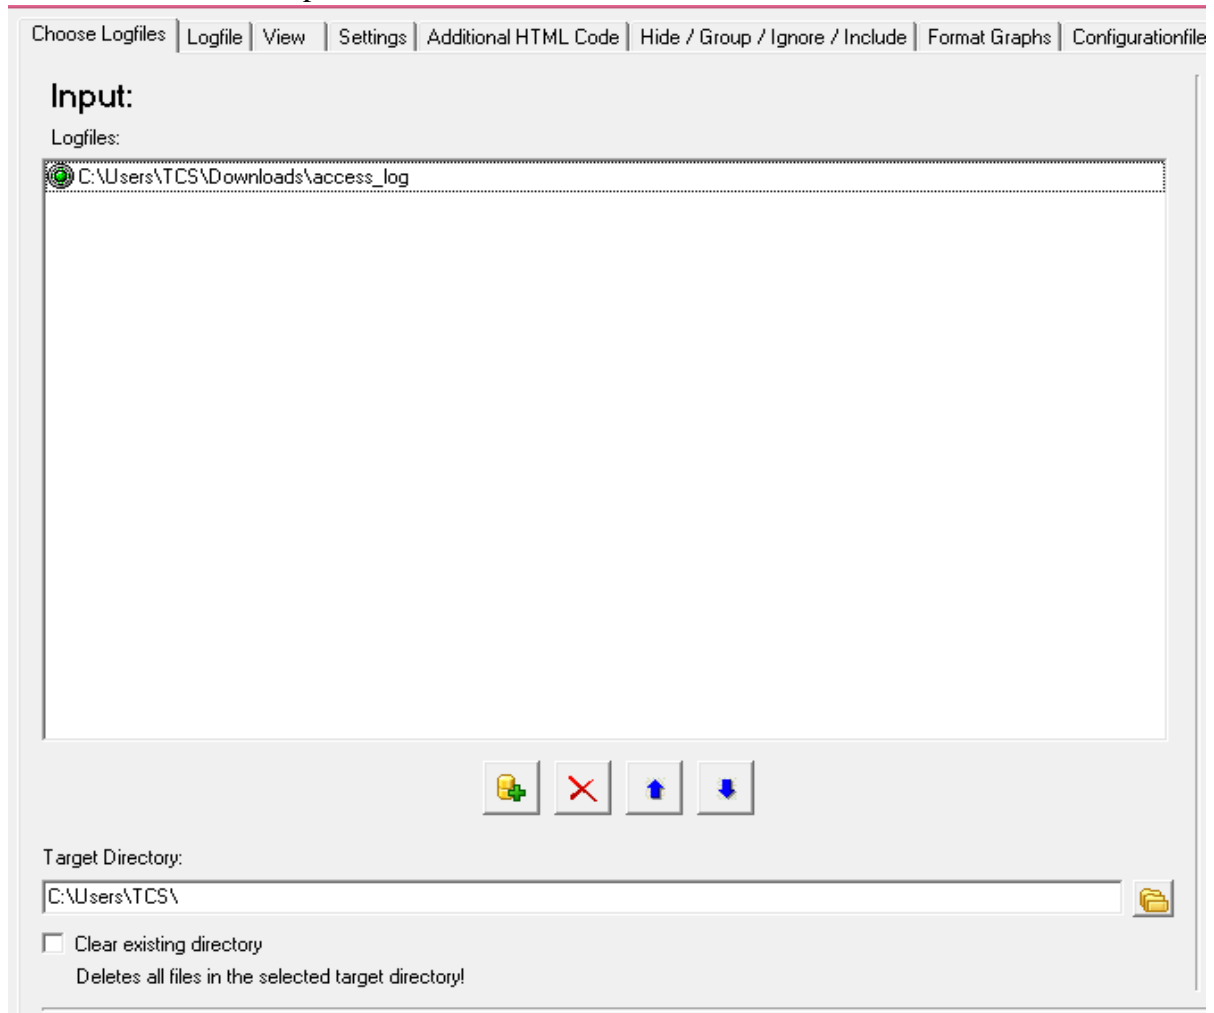 Choose Logfiles Logfile View Settings Additional HTML Code Hide / Group / Ignore / Include Format Graphs Configurationfile
Input:
Logfiles:
C:\Users\TCS\Downloads\access_log
Target Directory:
C:\Users\TCS\
Clear existing directory
Deletes all files in the selected target directory!